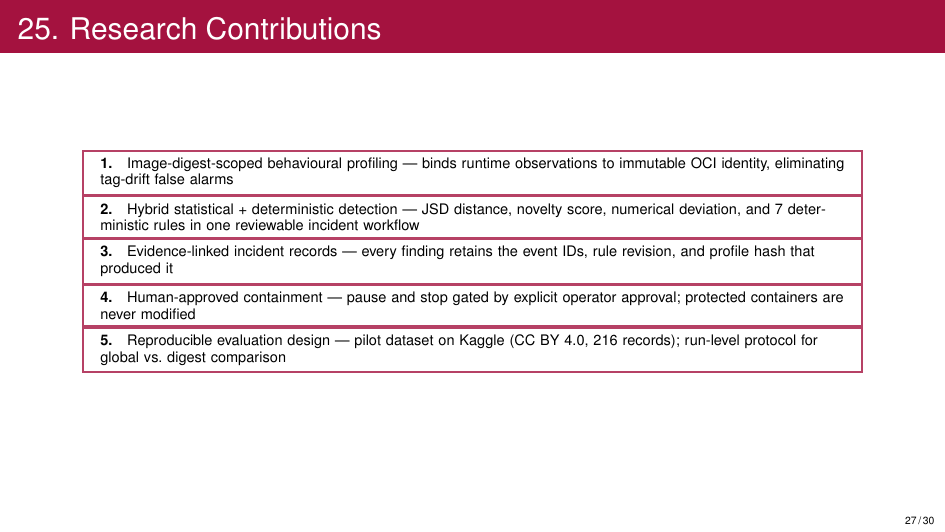 25. Research Contributions
1. Image-digest-scoped behavioural profiling — binds runtime observations to immutable OCI identity, eliminating
tag-drift false alarms
2. Hybrid statistical + deterministic detection — JSD distance, novelty score, numerical deviation, and 7 deter-
ministic rules in one reviewable incident workflow
3. Evidence-linked incident records — every finding retains the event IDs, rule revision, and profile hash that
produced it
4. Human-approved containment — pause and stop gated by explicit operator approval; protected containers are
never modified
5. Reproducible evaluation design — pilot dataset on Kaggle (CC BY 4.0, 216 records); run-level protocol for
global vs. digest comparison
27 / 30